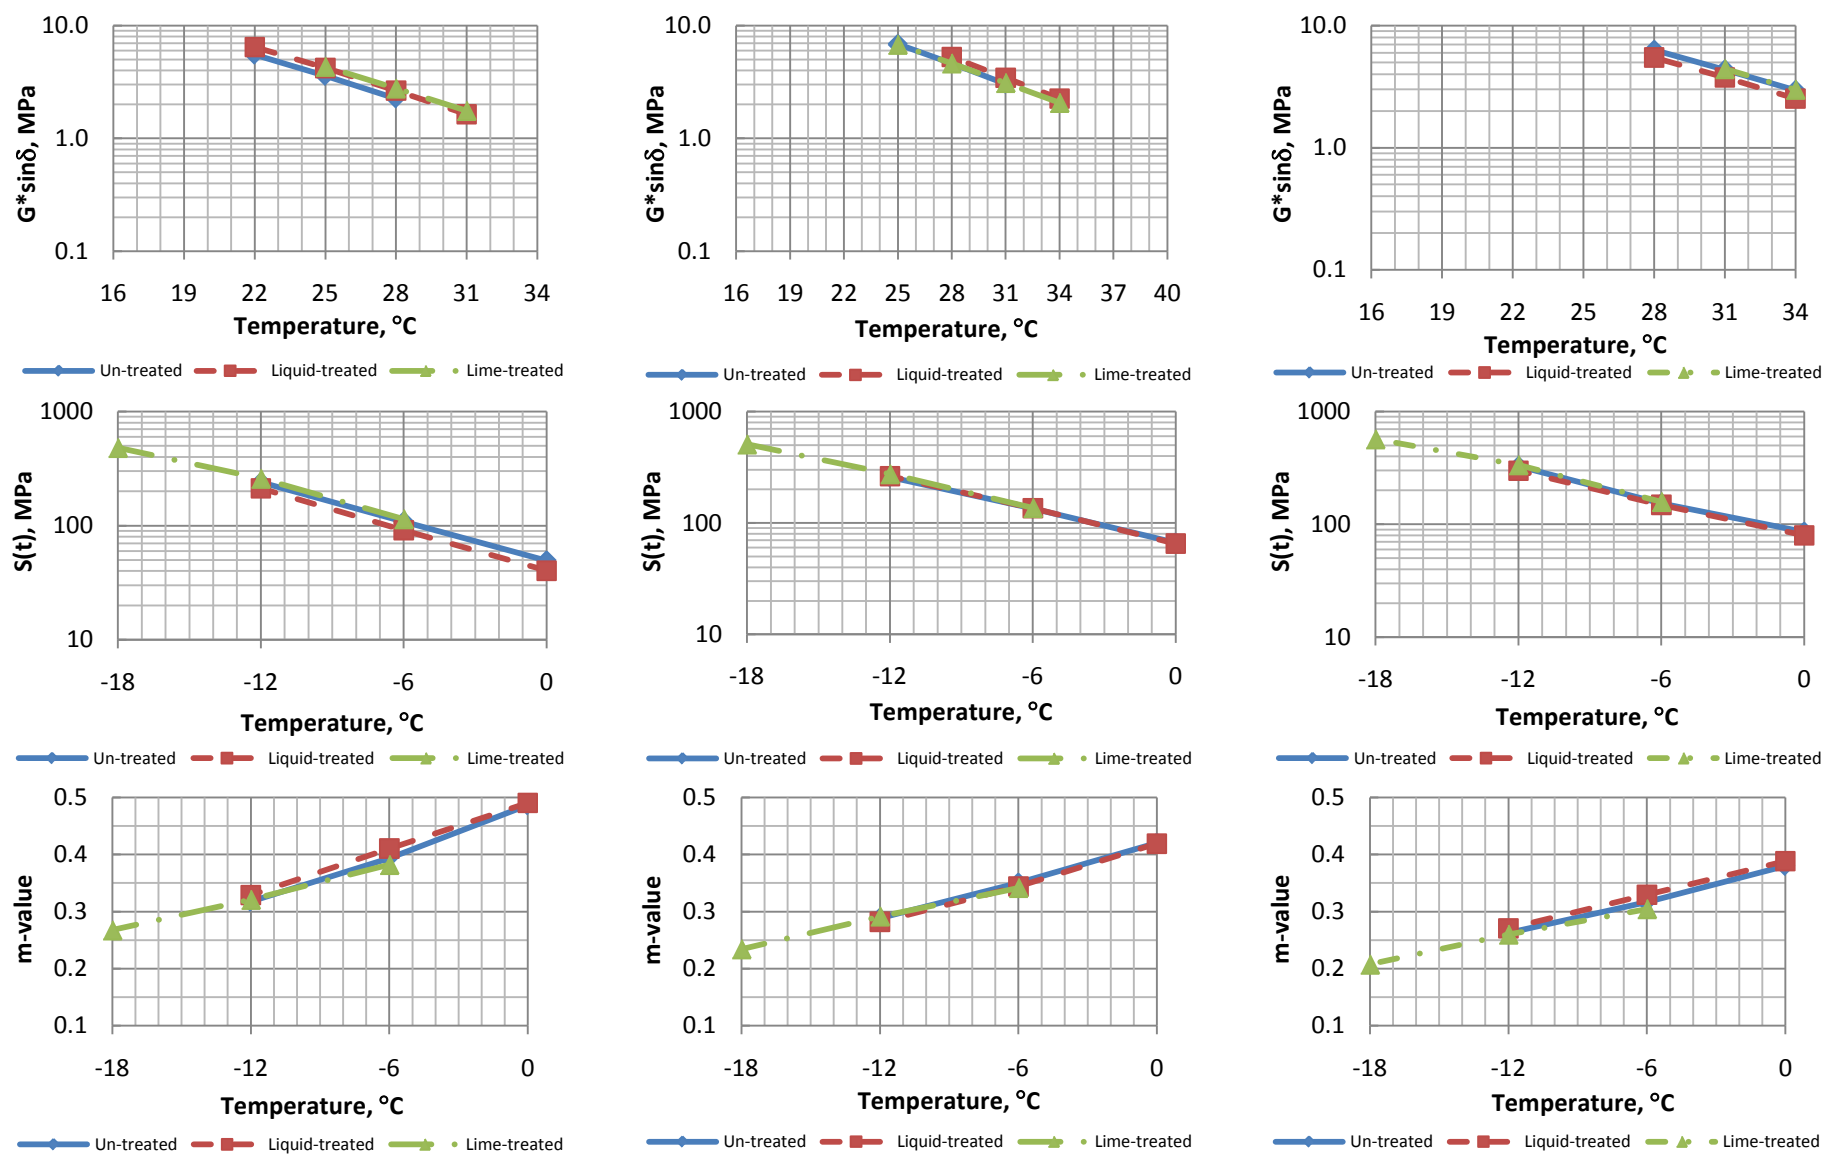 10.0
1.0
0.1
G*sinδ, MPa
16 19 22 25 28 31 34
Temperature, °C
Un-treated Liquid-treated Lime-treated
10.0
1.0
0.1
G*sinδ, MPa
16 19 22 25 28 31 34 37 40
Temperature, °C
Un-treated Liquid-treated Lime-treated
10.0
1.0
0.1
G*sinδ, MPa
16 19 22 25 28 31 34
Temperature, °C
Un-treated Liquid-treated Lime-treated
1000
100
10
S(t), MPa
-18 -12 -6 0
Temperature, °C
Un-treated Liquid-treated Lime-treated
1000
100
10
S(t), MPa
-18 -12 -6 0
Temperature, °C
Un-treated Liquid-treated Lime-treated
1000
100
10
S(t), MPa
-18 -12 -6 0
Temperature, °C
Un-treated Liquid-treated Lime-treated
0.5
0.4
0.3
0.2
0.1
m-value
-18 -12 -6 0
Temperature, °C
Un-treated Liquid-treated Lime-treated
0.5
0.4
0.3
0.2
0.1
m-value
-18 -12 -6 0
Temperature, °C
Un-treated Liquid-treated Lime-treated
0.5
0.4
0.3
0.2
0.1
m-value
-18 -12 -6 0
Temperature, °C
Un-treated Liquid-treated Lime-treated